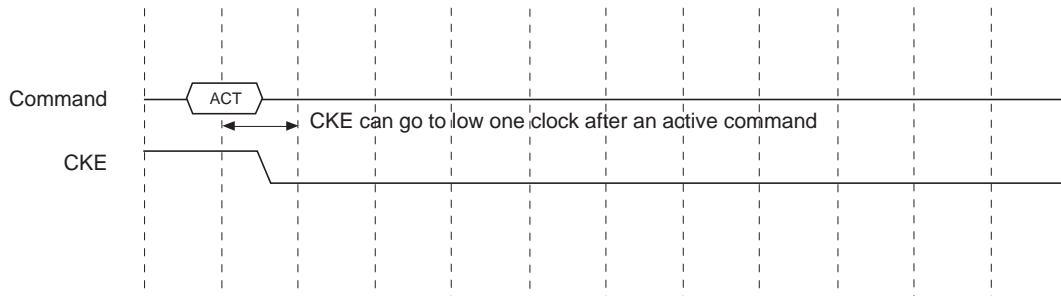 Command
ACT
CKE can go to low one clock after an active command
CKE